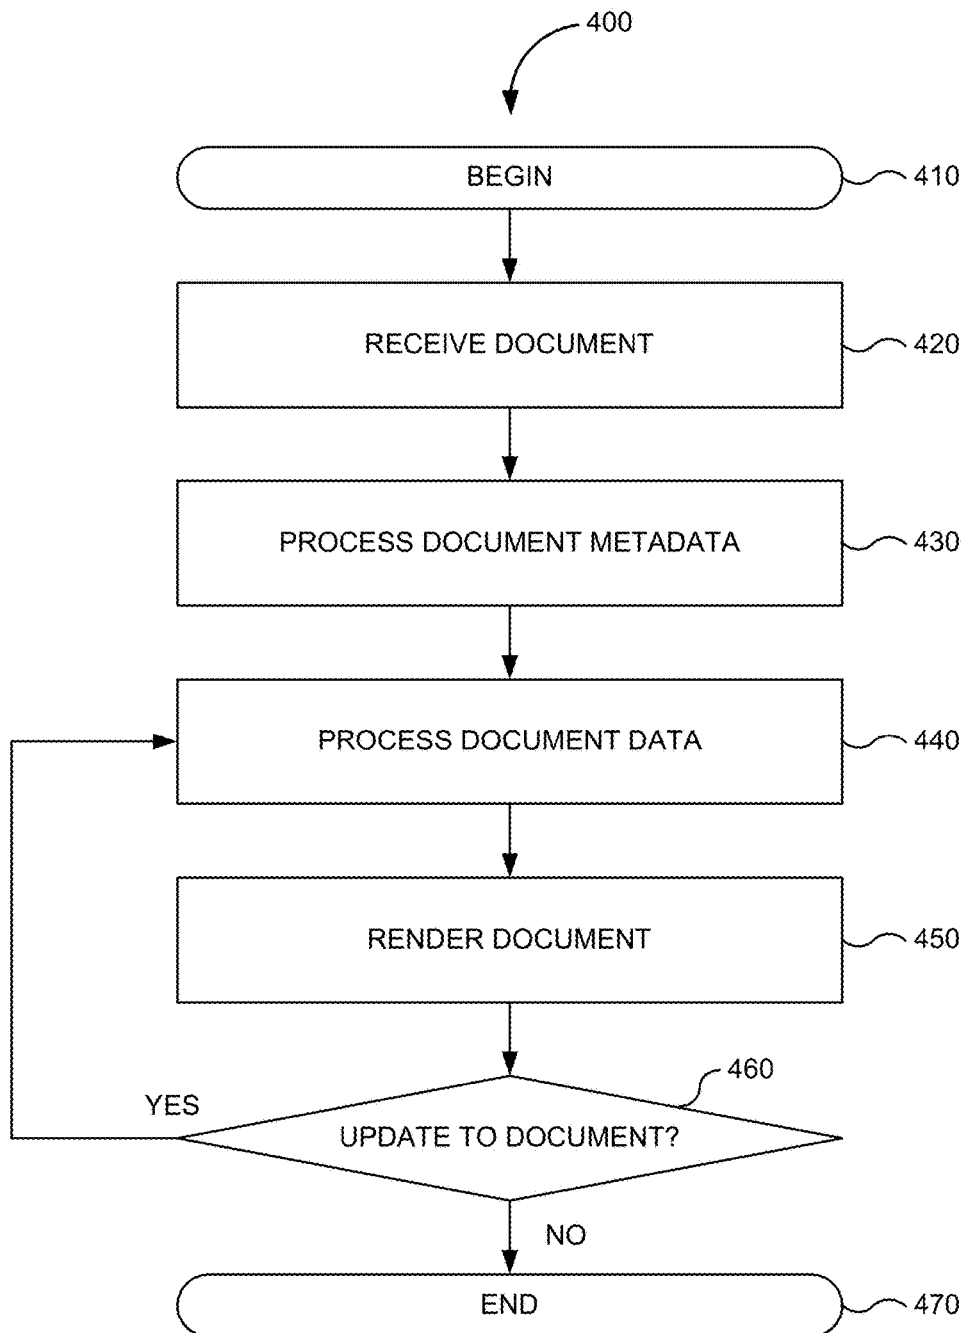 400
BEGIN
410
RECEIVE DOCUMENT
420
PROCESS DOCUMENT METADATA
430
PROCESS DOCUMENT DATA
440
RENDER DOCUMENT
450
460
YES
UPDATE TO DOCUMENT?
NO
END
470